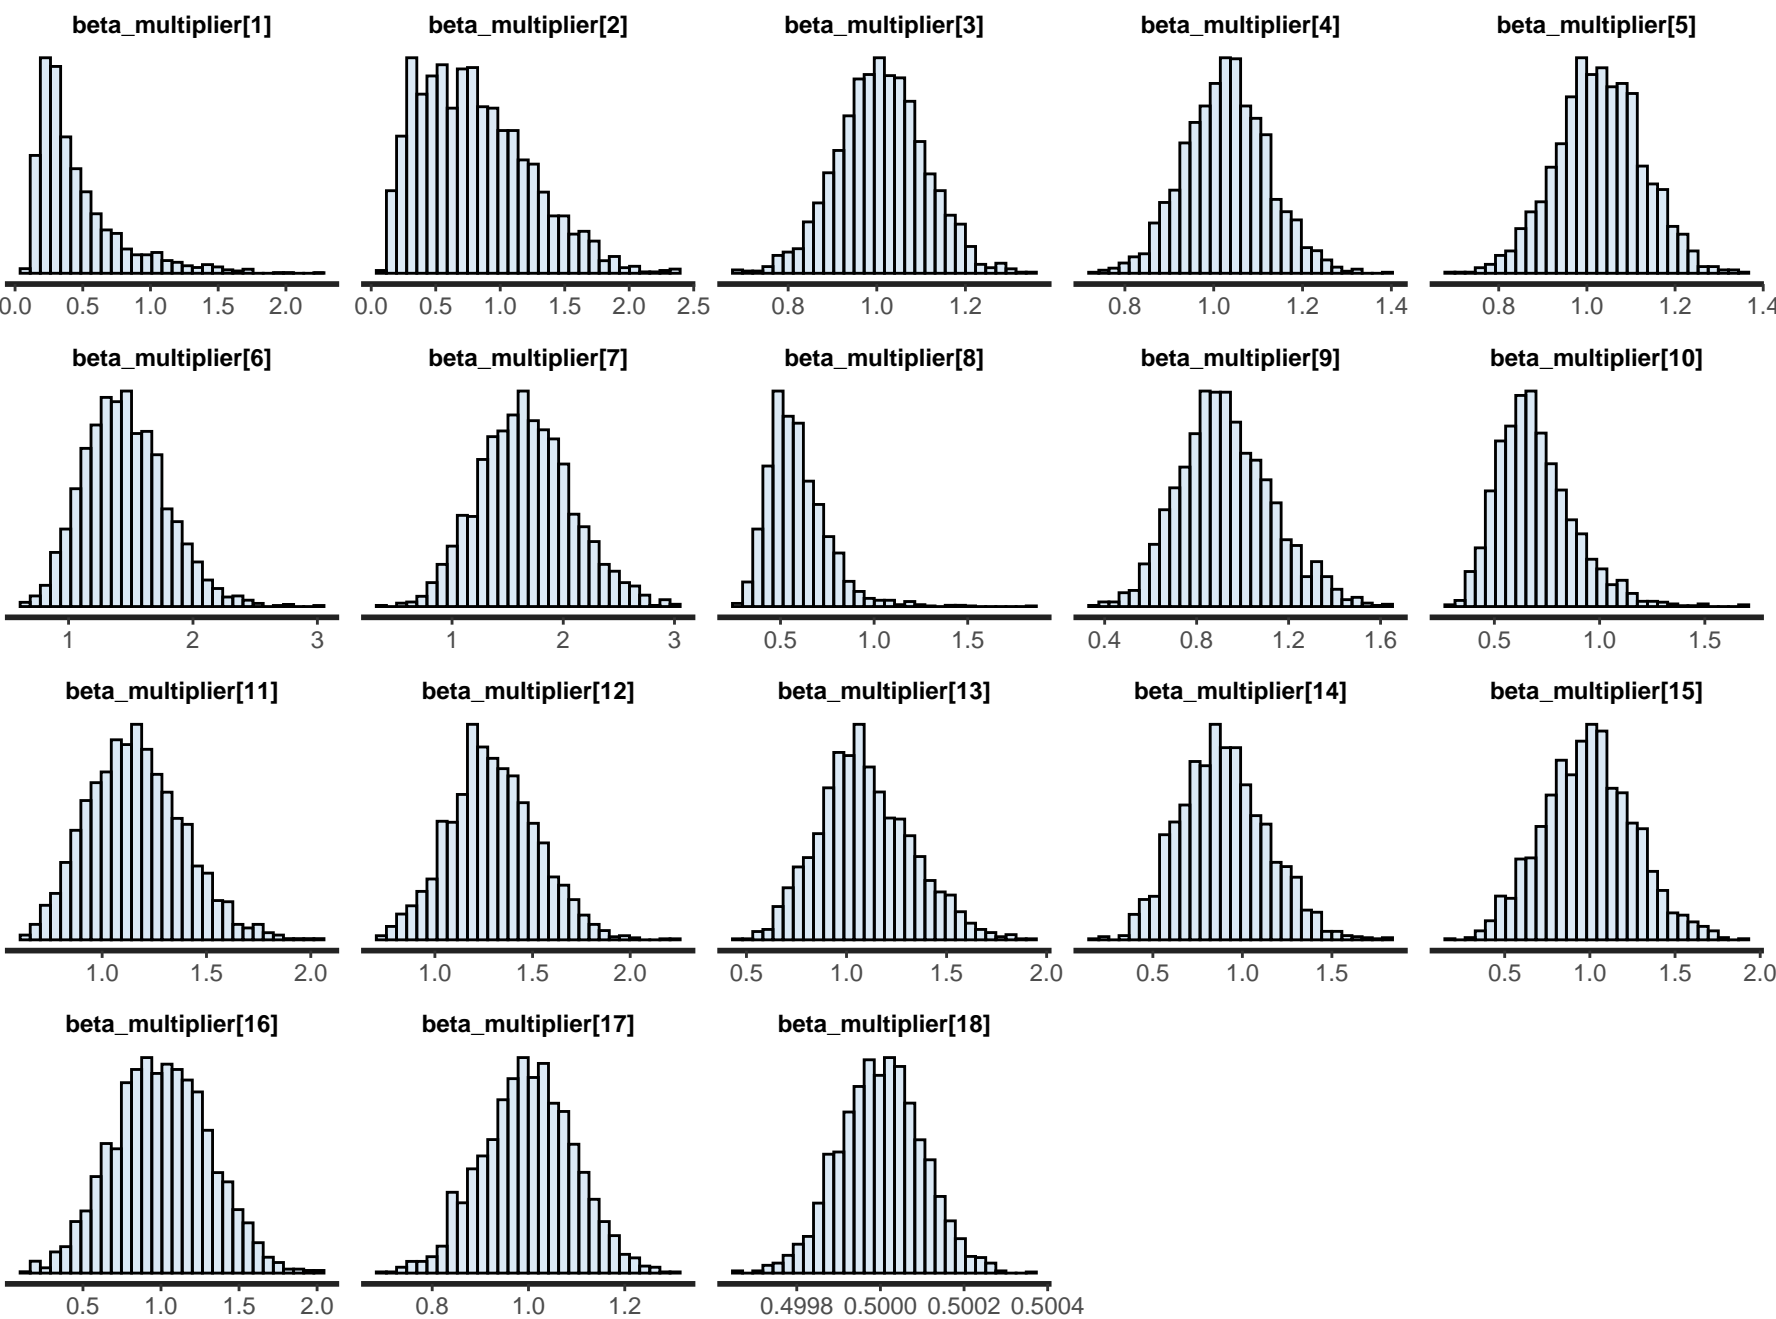 beta_multiplier[1] beta_multiplier[2] beta_multiplier[3] beta_multiplier[4] beta_multiplier[5]
0.0 0.5 1.0 1.5 2.0 0.0 0.5 1.0 1.5 2.0 2.5 0.8 1.0 1.2 0.8 1.0 1.2 1.4 0.8 1.0 1.2 1.4
beta_multiplier[6] beta_multiplier[7] beta_multiplier[8] beta_multiplier[9] beta_multiplier[10]
1 2 3 1 2 3 0.5 1.0 1.5 0.4 0.8 1.2 1.6 0.5 1.0 1.5
beta_multiplier[11] beta_multiplier[12] beta_multiplier[13] beta_multiplier[14] beta_multiplier[15]
1.0 1.5 2.0 1.0 1.5 2.0 0.5 1.0 1.5 2.0 0.5 1.0 1.5 0.5 1.0 1.5 2.0
beta_multiplier[16] beta_multiplier[17] beta_multiplier[18]
0.5 1.0 1.5 2.0 0.8 1.0 1.2 0.4998 0.5000 0.5002 0.5004